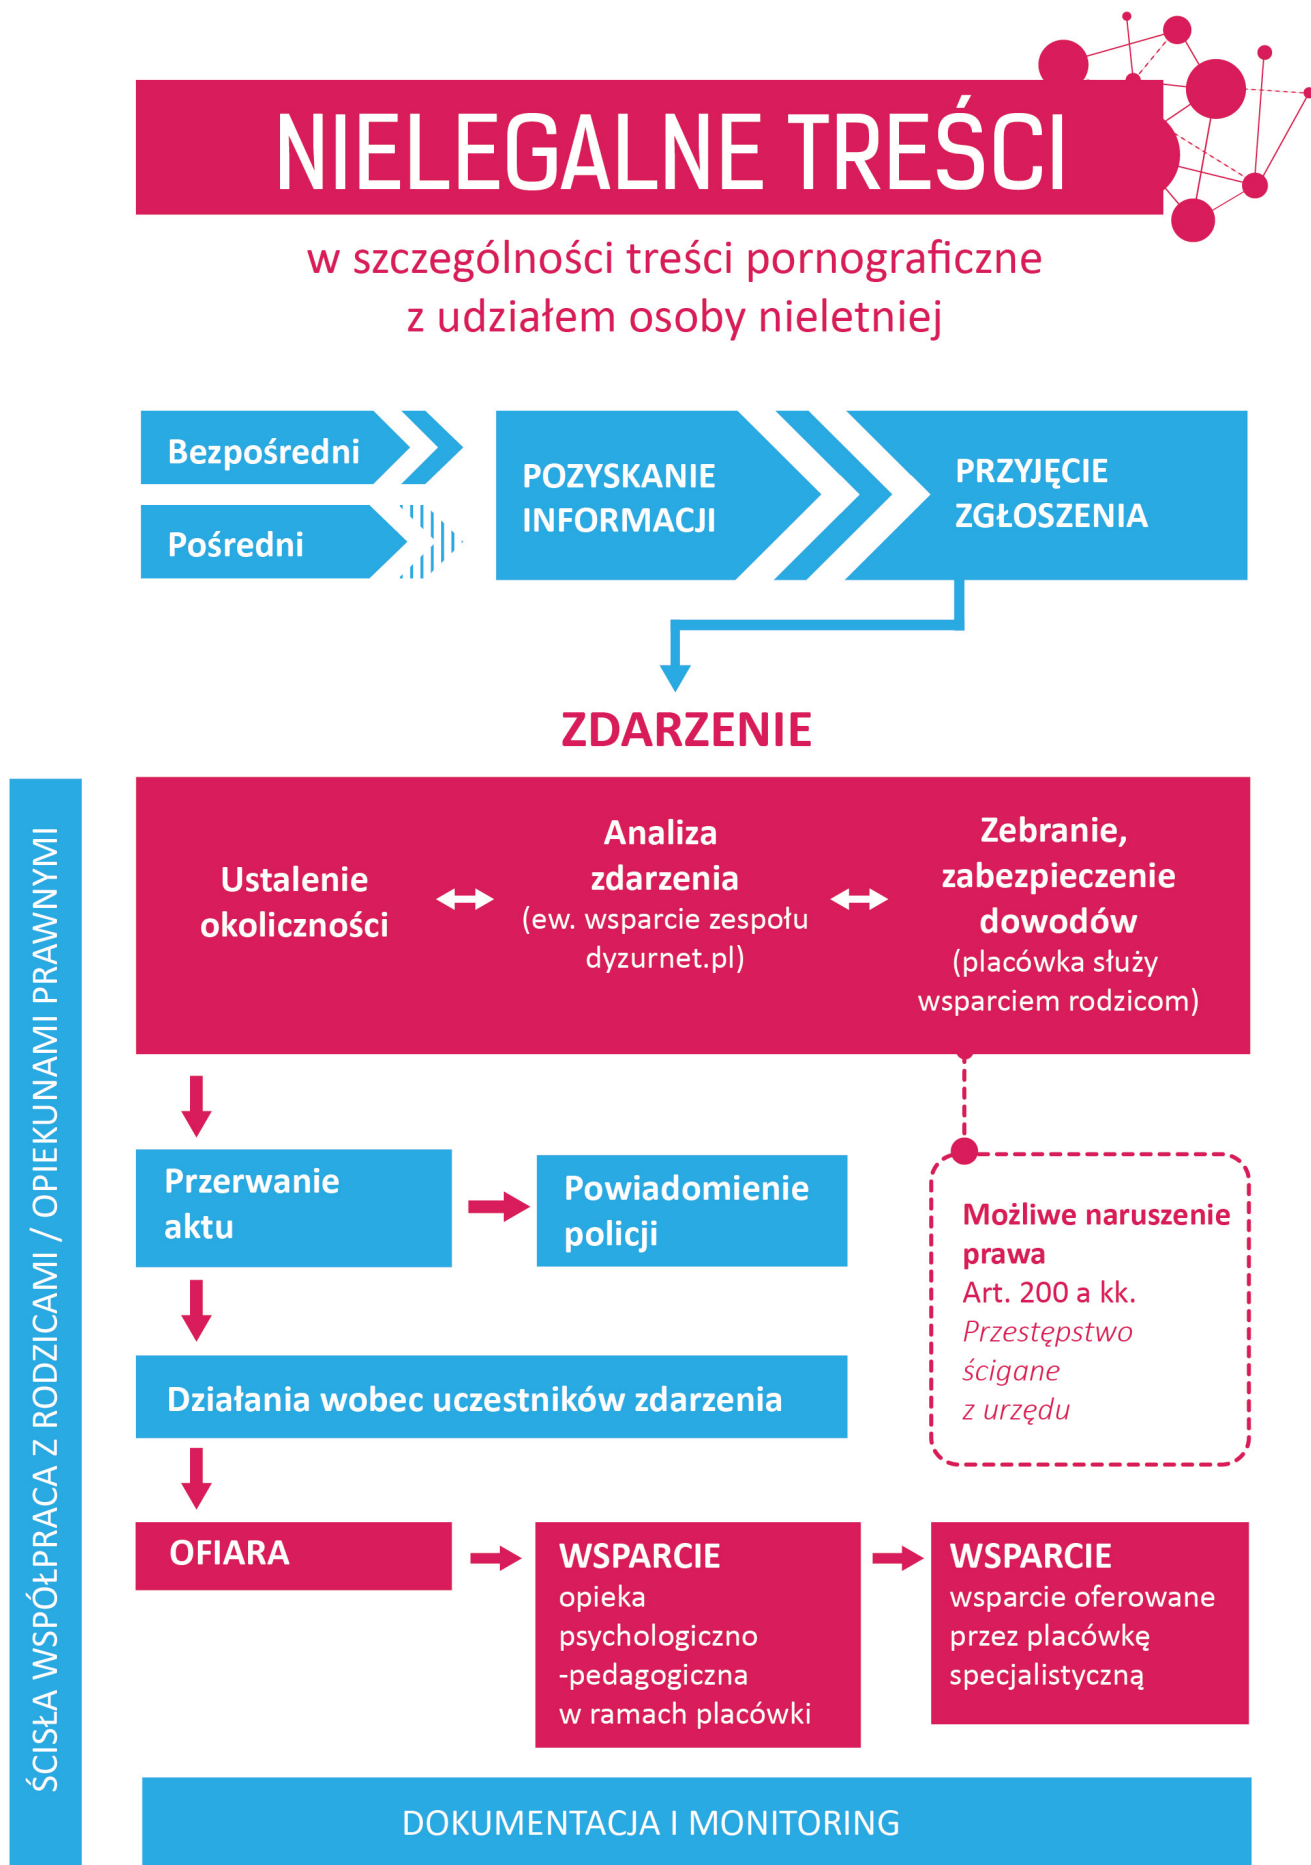 NIELEGALNE TREŚCI
w szczególności treści pornograficzne
z udziałem osoby nieletniej
Bezpośredni
Pośredni
POZYSKANIE
INFORMACJI
PRZYJĘCIE
ZGŁOSZENIA
ZDARZENIE
ŚCISŁA WSPÓŁPRACA Z RODZICAMI / OPIEKUNAMI PRAWNYMI
Ustalenie
okoliczności
Analiza
zdarzenia
(ew. wsparcie zespołu
dyzurnet.pl)
Zebranie,
zabezpieczenie
dowodów
(placówka służy
wsparciem rodzicom)
Przerwanie
aktu
Powiadomienie
policji
Możliwe naruszenie
prawa
Art. 200 a kk.
Przestępstwo
ścigane
z urzędu
Działania wobec uczestników zdarzenia
OFIARA
WSPARCIE
opieka
psychologiczno
-pedagogiczna
w ramach placówki
WSPARCIE
wsparcie oferowane
przez placówkę
specjalistyczną
DOKUMENTACJA I MONITORING